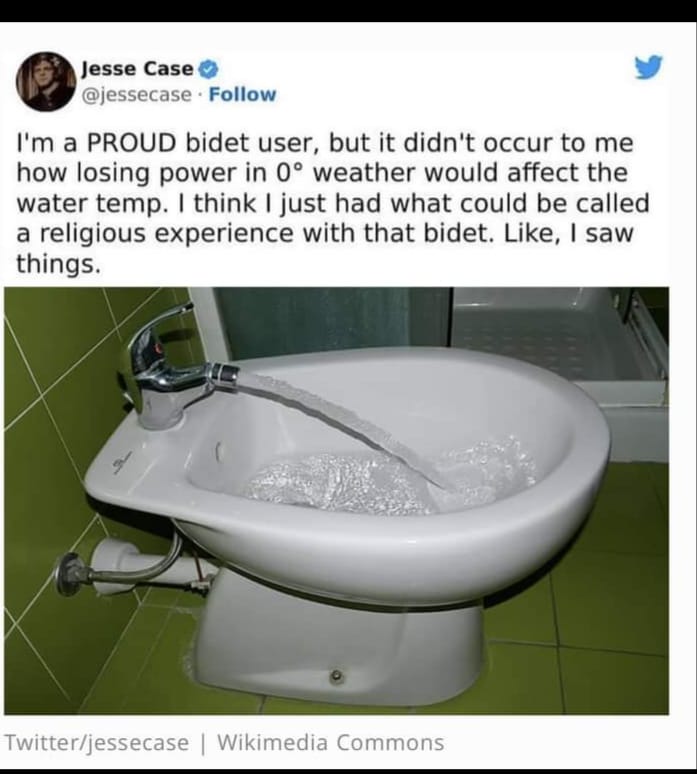 Jesse Case
@jessecase · Follow
I'm a PROUD bidet user, but it didn't occur to me
how losing power in 0° weather would affect the
water temp. I think I just had what could be called
a religious experience with that bidet. Like, I saw
things.
Twitter/jessecase | Wikimedia Commons